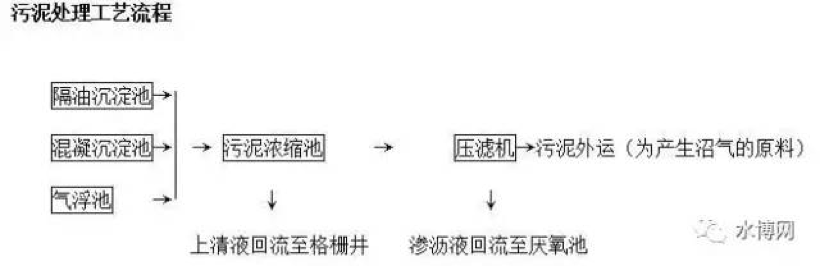 污泥处理工艺流程
隔油沉淀池→
混凝沉淀池→ → 污泥浓缩池 → 压滤机→污泥外运（为产生沼气的原料）
气浮池 →
↓ ↓
上清液回流至格栅井 渗沥液回流至厌氧池
水博网